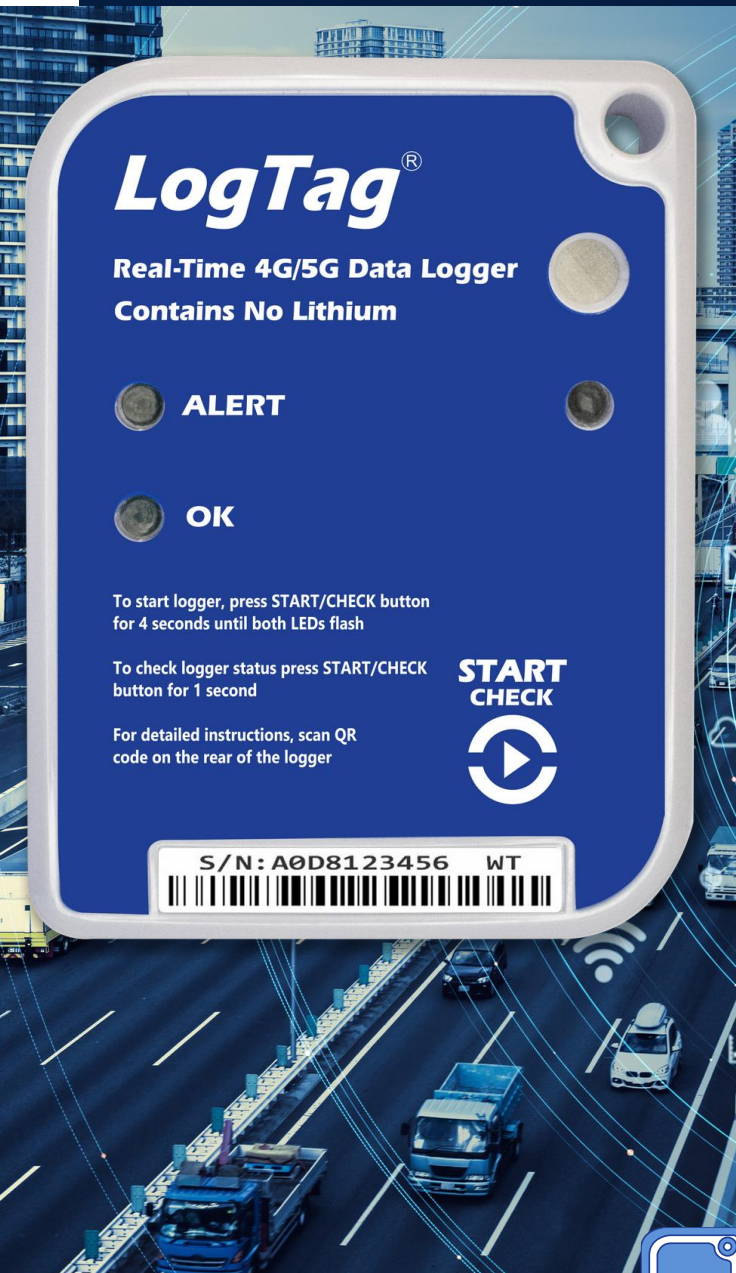 LogTag®
Real-Time 4G/5G Data Logger
Contains No Lithium
ALERT
OK
To start logger, press START/CHECK button
for 4 seconds until both LEDs flash
To check logger status press START/CHECK
button for 1 second
For detailed instructions, scan QR
code on the rear of the logger
START
CHECK
S/N:A0D8123456 WT